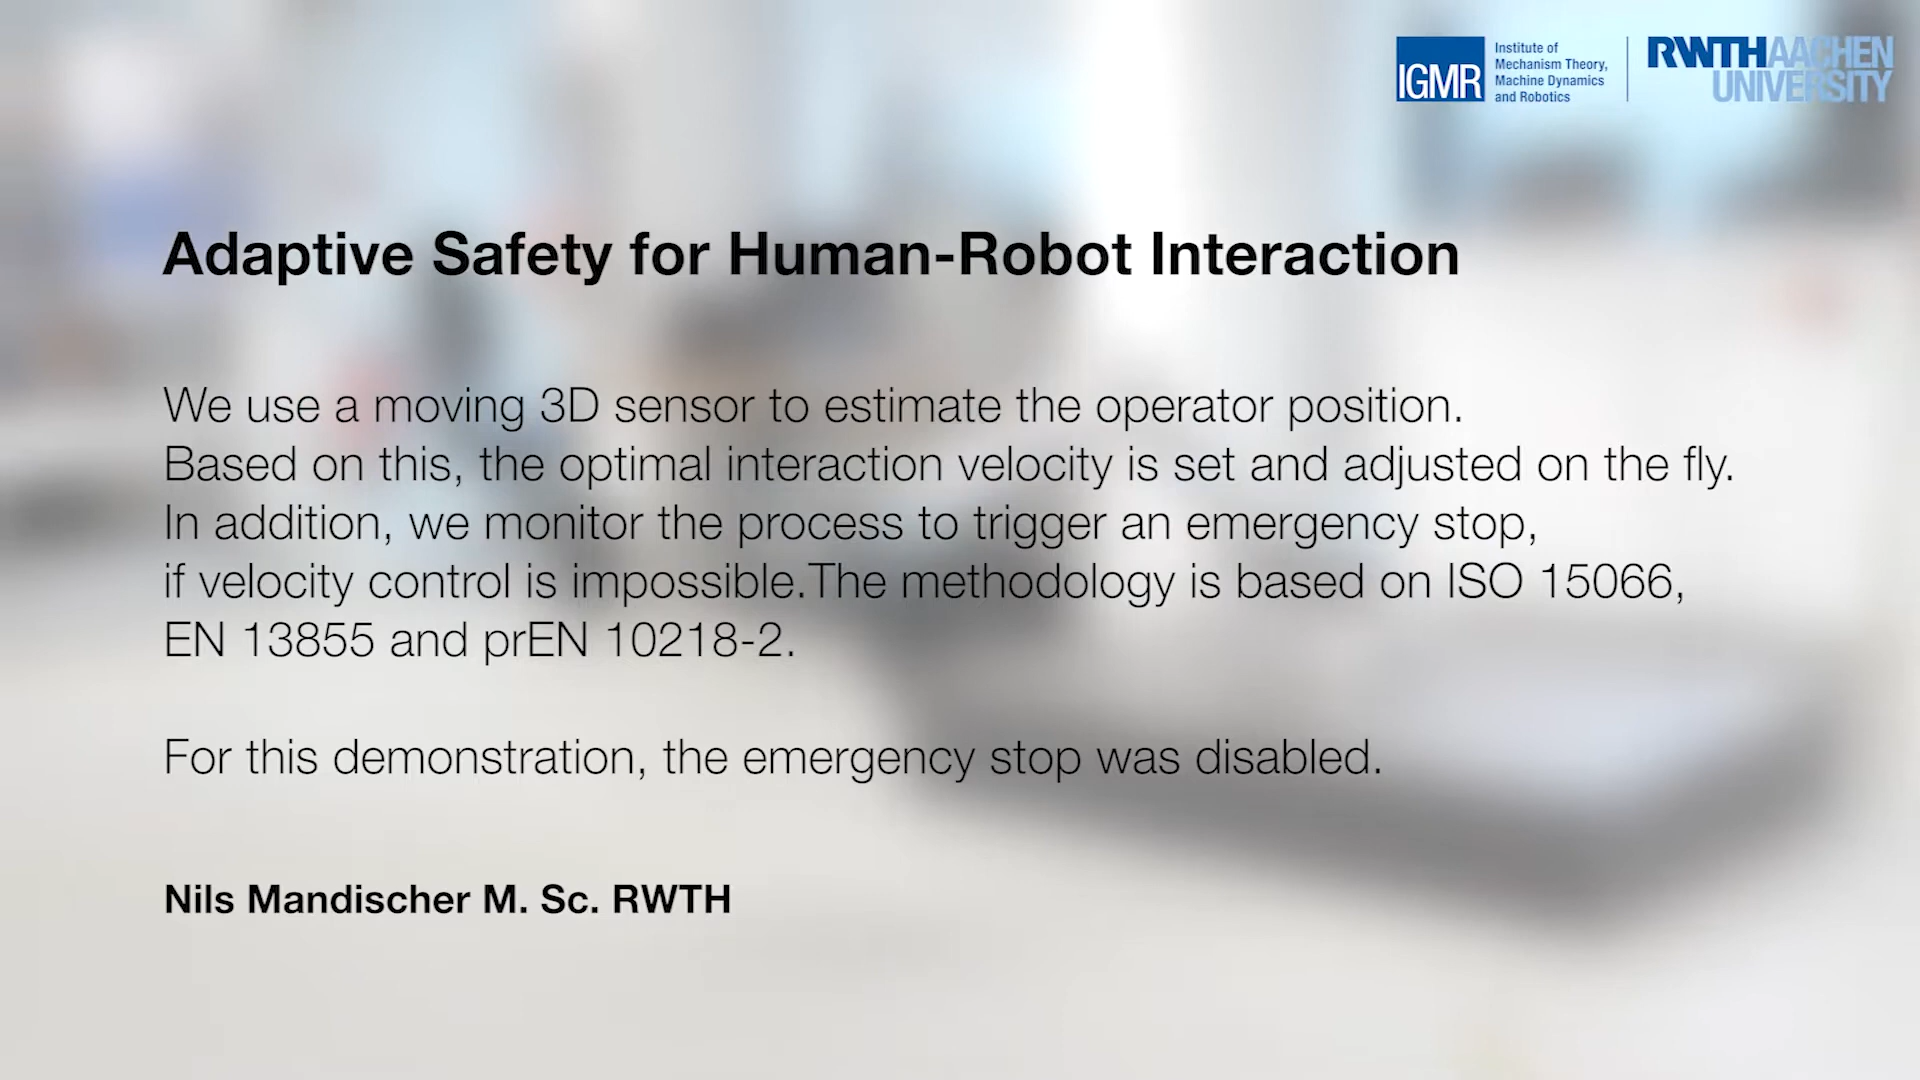 IGMR
Institute of
Mechanism Theory,
Machine Dynamics
and Robotics
RWTH AACHEN
UNIVERSITY
Adaptive Safety for Human-Robot Interaction
We use a moving 3D sensor to estimate the operator position.
Based on this, the optimal interaction velocity is set and adjusted on the fly.
In addition, we monitor the process to trigger an emergency stop,
if velocity control is impossible.The methodology is based on ISO 15066,
EN 13855 and prEN 10218-2.
For this demonstration, the emergency stop was disabled.
Nils Mandischer M. Sc. RWTH